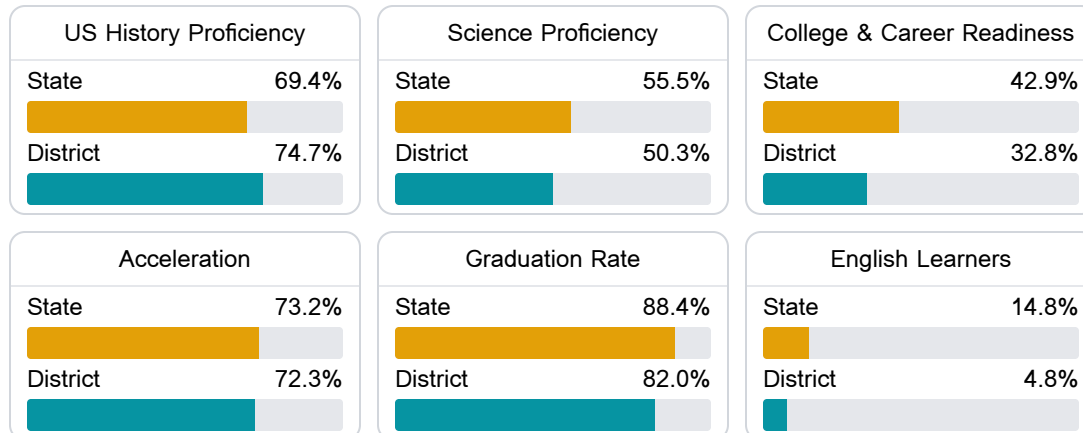 US History Proficiency
State 69.4%
District 74.7%
Science Proficiency
State 55.5%
District 50.3%
College & Career Readiness
State 42.9%
District 32.8%
Acceleration
State 73.2%
District 72.3%
Graduation Rate
State 88.4%
District 82.0%
English Learners
State 14.8%
District 4.8%